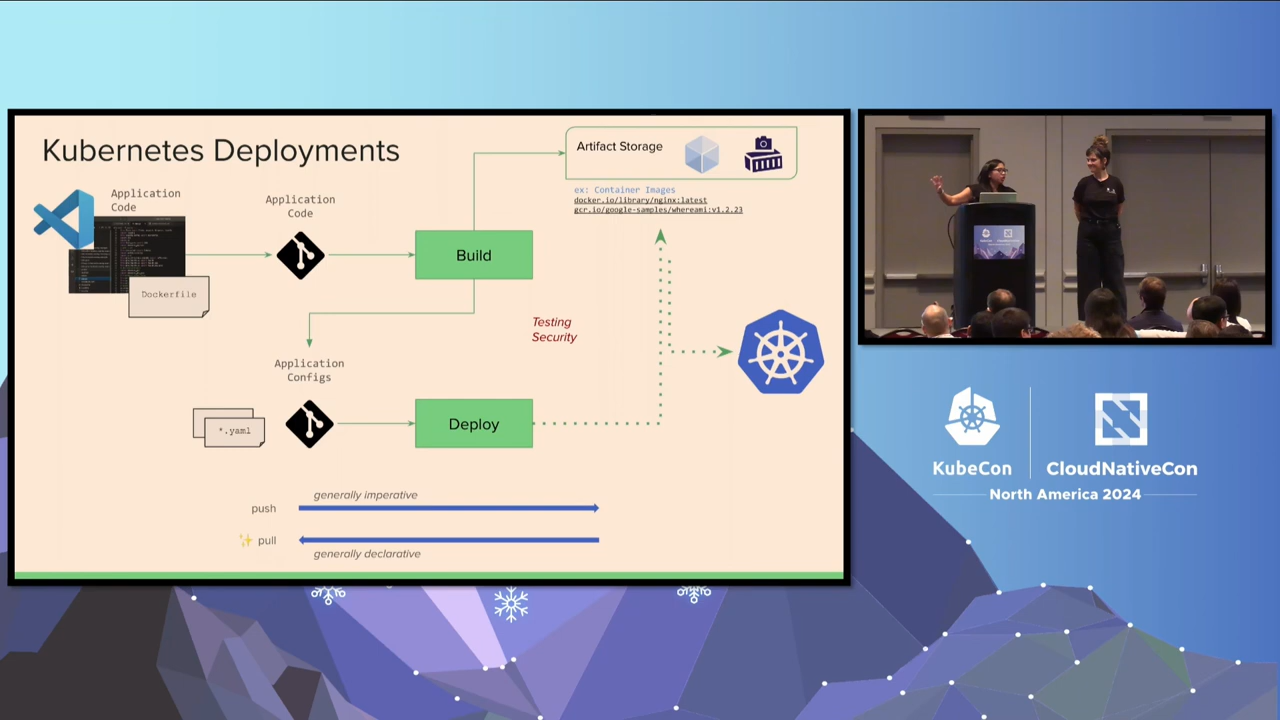 Kubernetes Deployments
Application
Code
Dockerfile
Application
Code
Build
Artifact Storage
ex: Container Images
docker.io/library/nginx:latest
gcr.io/google-samples/whereami:v1.2.23
Testing
Security
Application
Configs
*.yaml
Deploy
generally imperative
push
✨ pull
generally declarative
KubeCon
CloudNativeCon
North America 2024